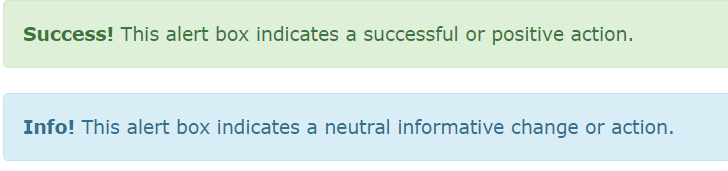 Success! This alert box indicates a successful or positive action.
Info! This alert box indicates a neutral informative change or action.